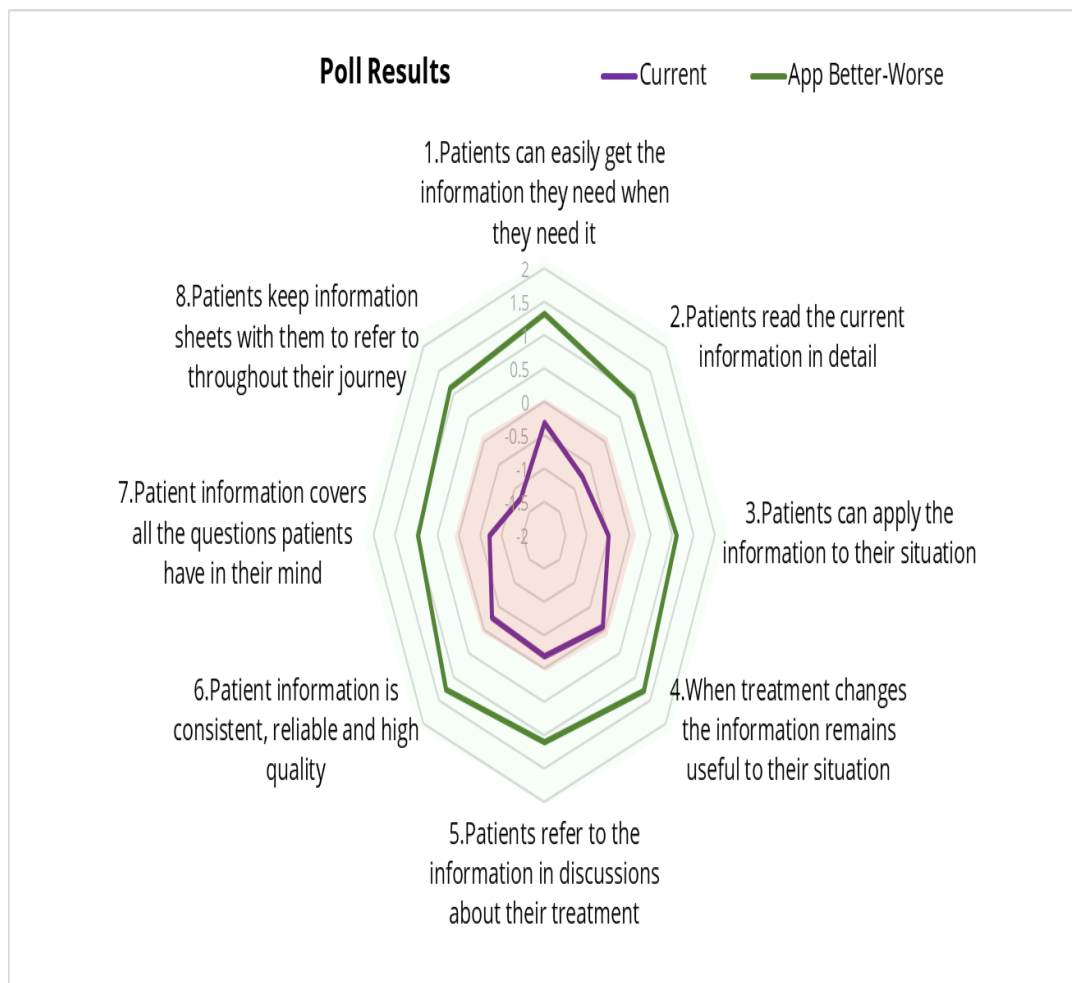 Poll Results
Current
App Better-Worse
1.Patients can easily get the
information they need when
they need it
2.Patients read the current
information in detail
3.Patients can apply the
information to their situation
4.When treatment changes
the information remains
useful to their situation
5.Patients refer to the
information in discussions
about their treatment
6.Patient information is
consistent, reliable and high
quality
7.Patient information covers
all the questions patients
have in their mind
8.Patients keep information
sheets with them to refer to
throughout their journey
2
1.5
1
0.5
0
-0.5
-1
-1.5
-2